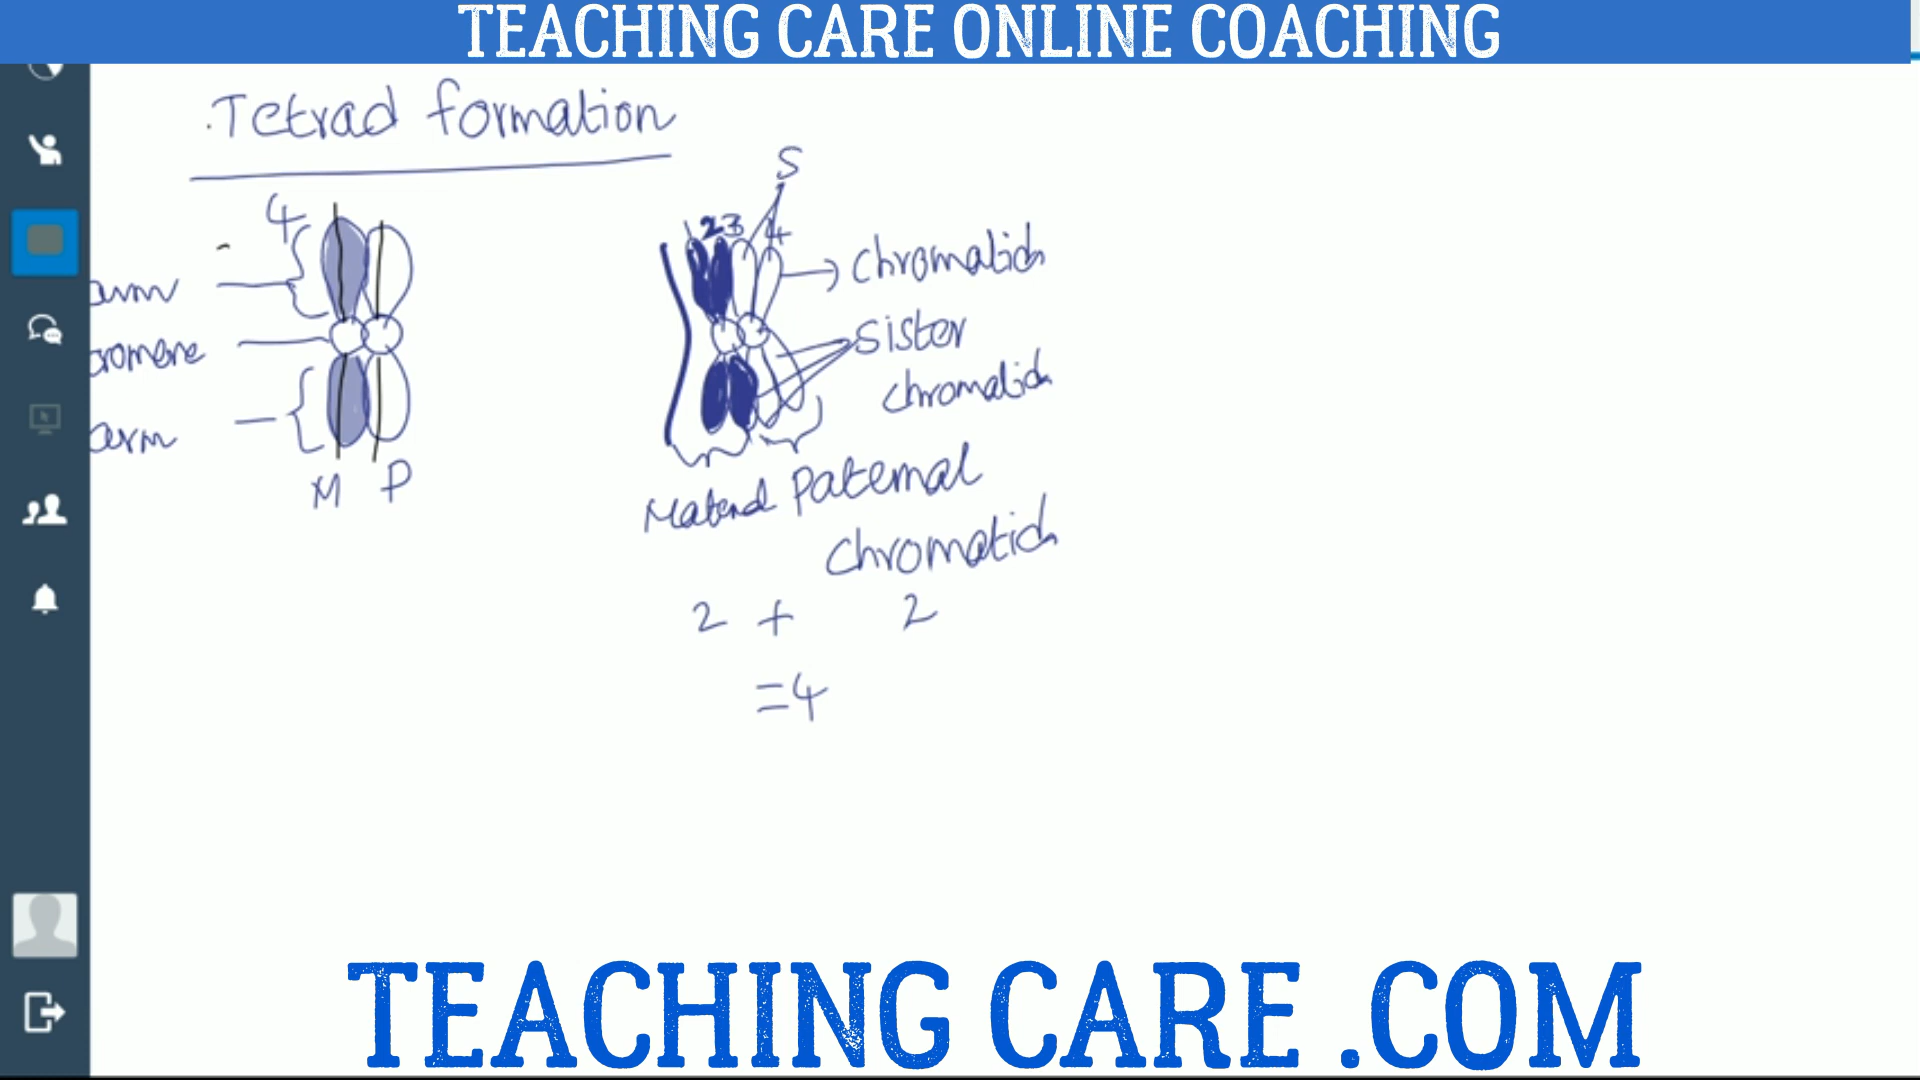 TEACHING CARE ONLINE COACHING
Tetrad formation
S
4
2 3 4
arm
Chromatid
romere
Sister
chromatid
arm
M P
Paternal
Chromatid
2 + 2
=4
TEACHING CARE .COM